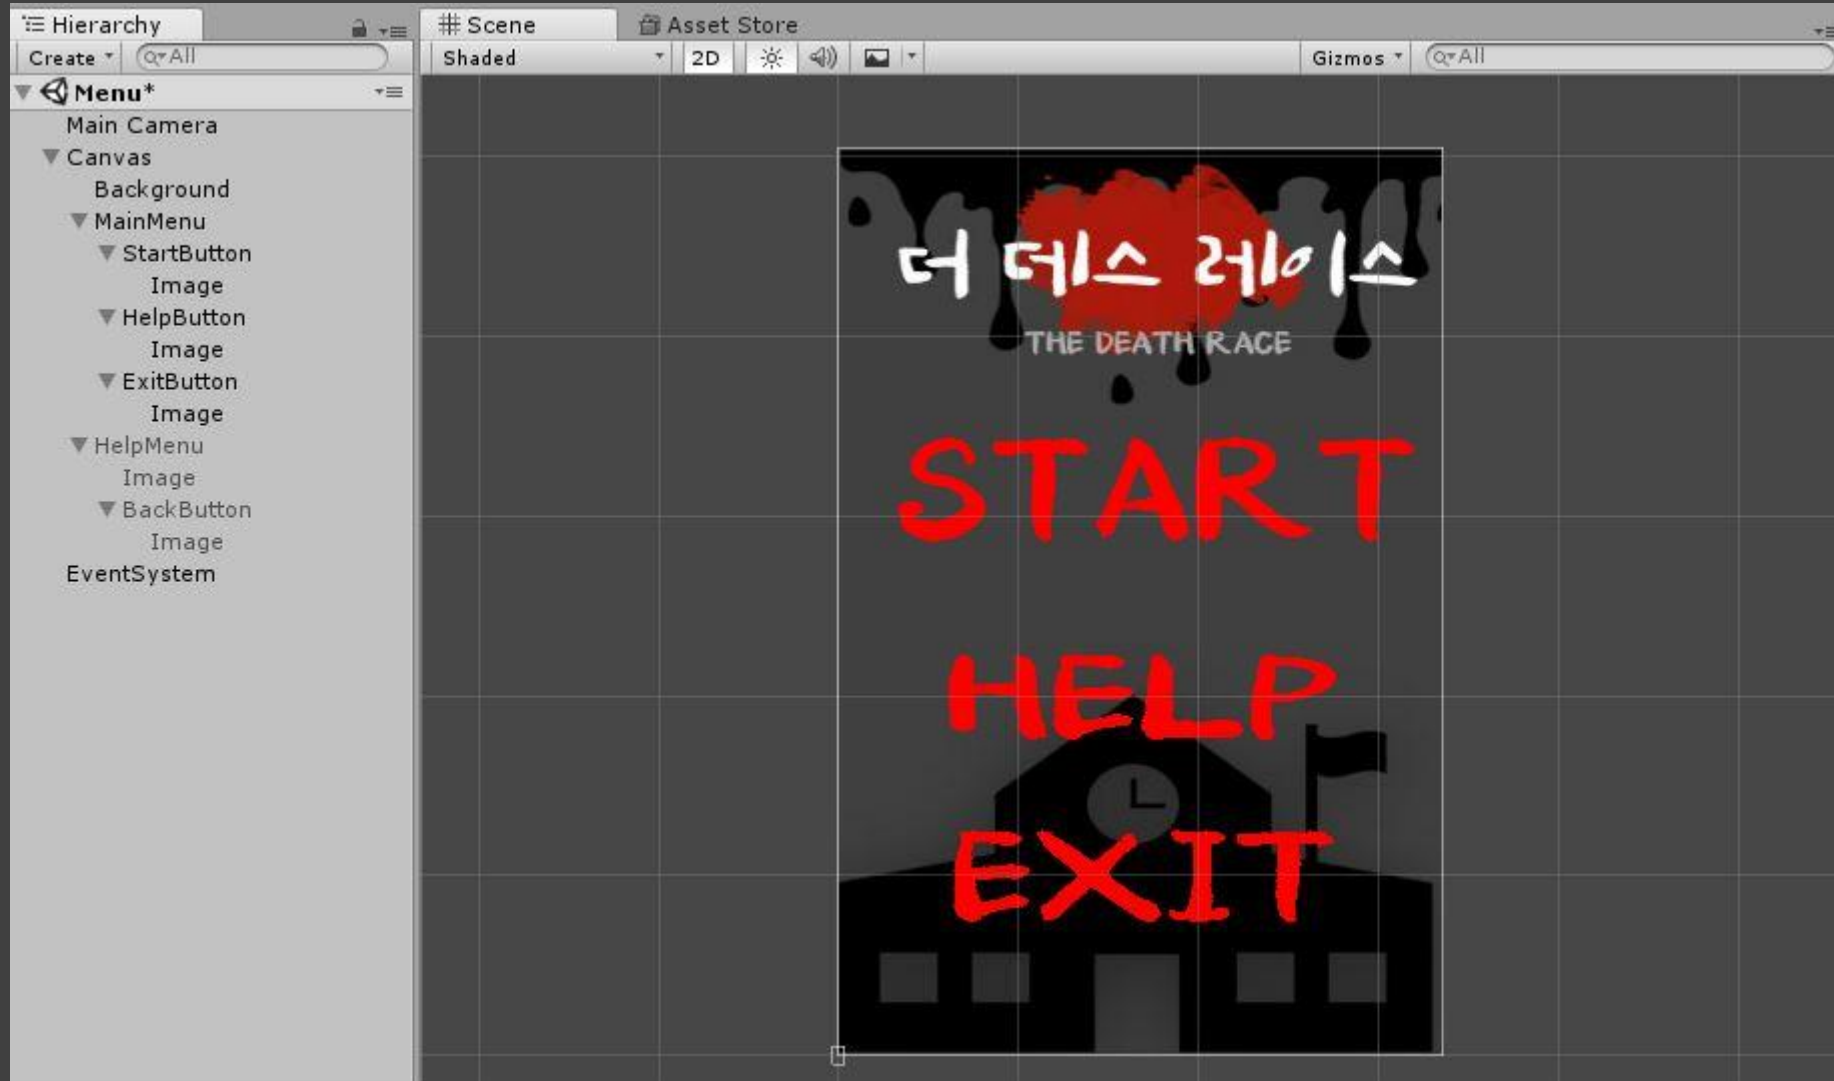 Hierarchy
Create All
Menu*
Main Camera
Canvas
Background
MainMenu
StartButton
Image
HelpButton
Image
ExitButton
Image
HelpMenu
Image
BackButton
Image
EventSystem
Scene Asset Store
Shaded 2D Gizmos All
더 데스 레이스
THE DEATH RACE
START
HELP
EXIT